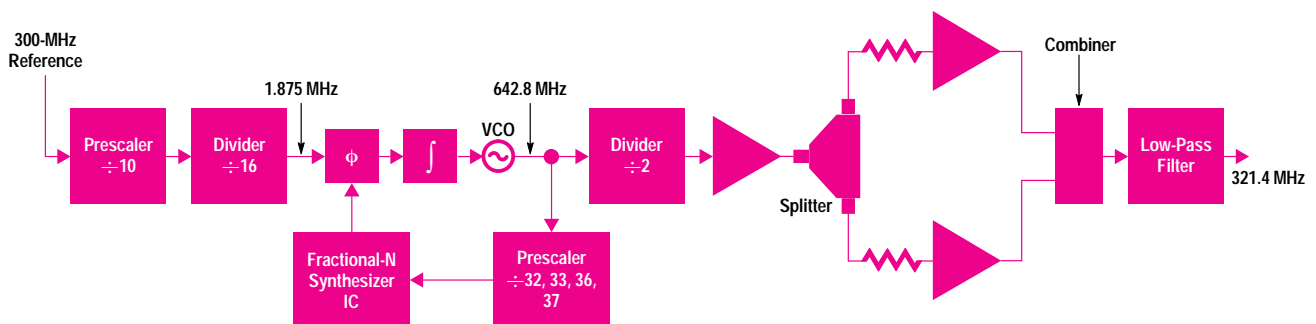 300-MHz
Reference
Prescaler
÷10
Divider
÷16
1.875 MHz
ϕ
∫
VCO
642.8 MHz
Divider
÷2
Fractional-N
Synthesizer
IC
Prescaler
÷32, 33, 36,
37
Splitter
Combiner
Low-Pass
Filter
321.4 MHz